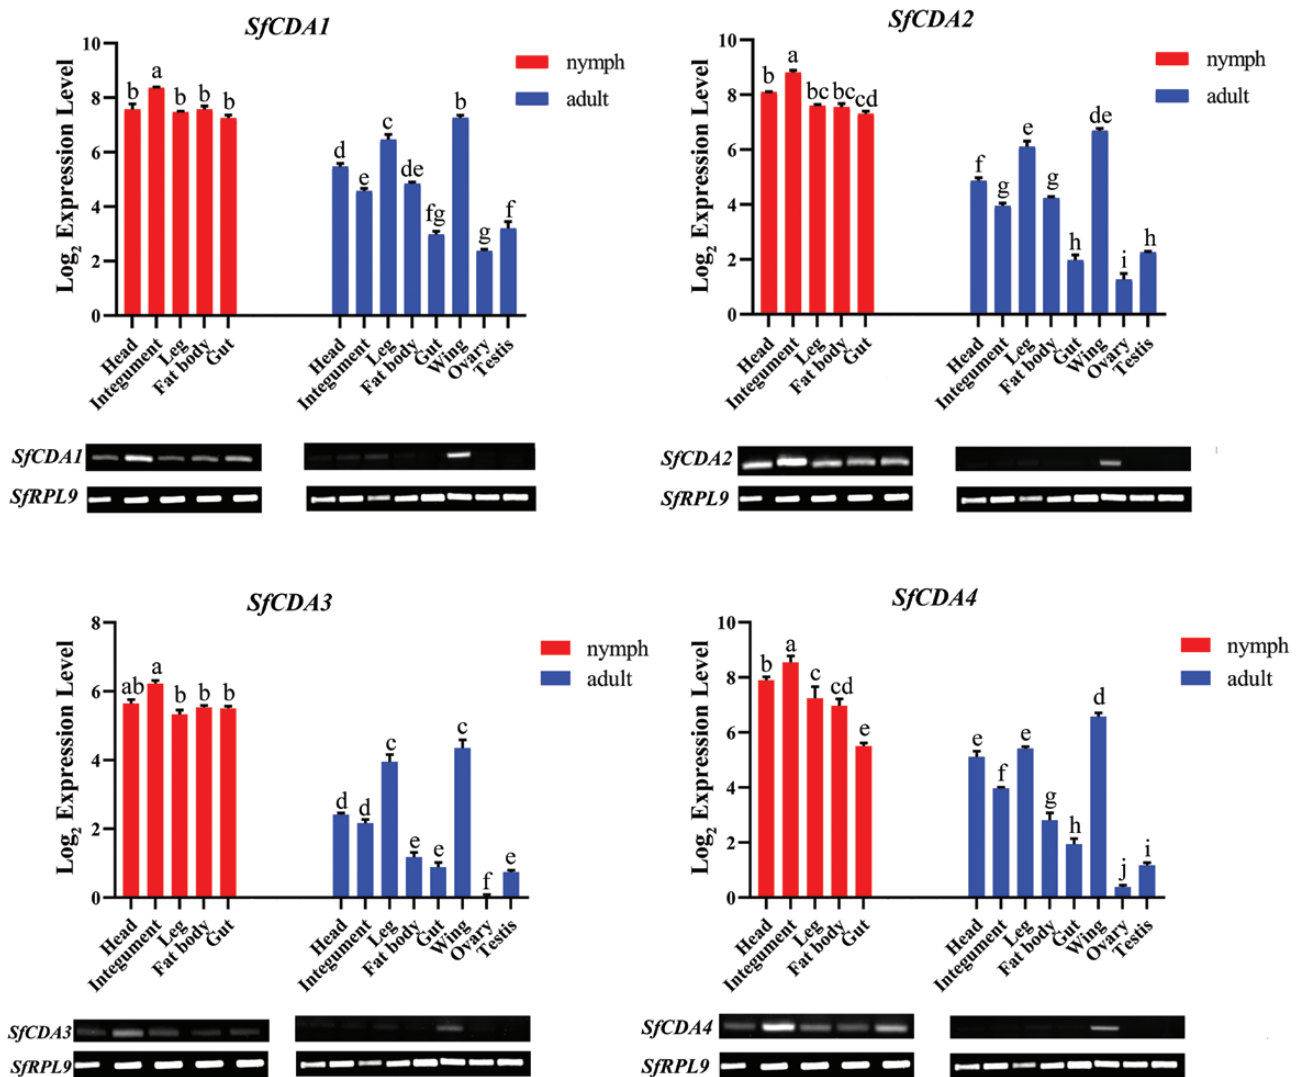 SfCDA1
Log2 Expression Level
10
8
6
4
2
0
b a b b b
d e c de fg b g f
nymph
adult
Head Integument Leg Fat body Gut
Head Integument Leg Fat body Gut Wing Ovary Testis
SfCDA1
SfRPL9
SfCDA2
Log2 Expression Level
10
8
6
4
2
0
b a bc bc cd
f g e g h de i h
nymph
adult
Head Integument Leg Fat body Gut
Head Integument Leg Fat body Gut Wing Ovary Testis
SfCDA2
SfRPL9
SfCDA3
Log2 Expression Level
8
6
4
2
0
ab a b b b
d d c e e c f e
nymph
adult
Head Integument Leg Fat body Gut
Head Integument Leg Fat body Gut Wing Ovary Testis
SfCDA3
SfRPL9
SfCDA4
Log2 Expression Level
10
8
6
4
2
0
b a c cd e
e f e g h d j i
nymph
adult
Head Integument Leg Fat body Gut
Head Integument Leg Fat body Gut Wing Ovary Testis
SfCDA4
SfRPL9